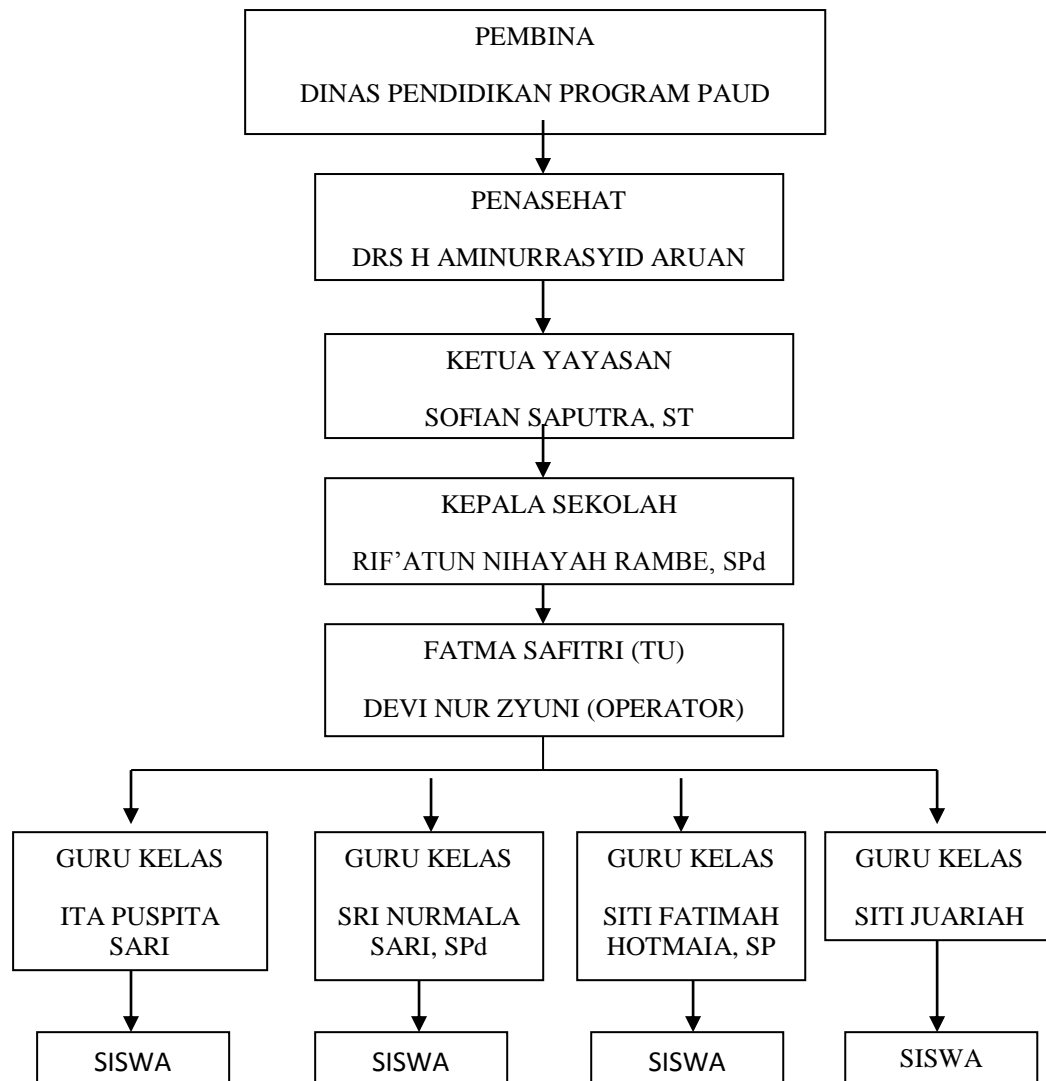 PEMBINA
DINAS PENDIDIKAN PROGRAM PAUD
PENASEHAT
DRS H AMINURRASYID ARUAN
KETUA YAYASAN
SOFIAN SAPUTRA, ST
KEPALA SEKOLAH
RIF’ATUN NIHAYAH RAMBE, SPd
FATMA SAFITRI (TU)
DEVI NUR ZYUNI (OPERATOR)
GURU KELAS
ITA PUSPITA
SARI
GURU KELAS
SRI NURMALA
SARI, SPd
GURU KELAS
SITI FATIMAH
HOTMAIA, SP
GURU KELAS
SITI JUARIAH
SISWA
SISWA
SISWA
SISWA